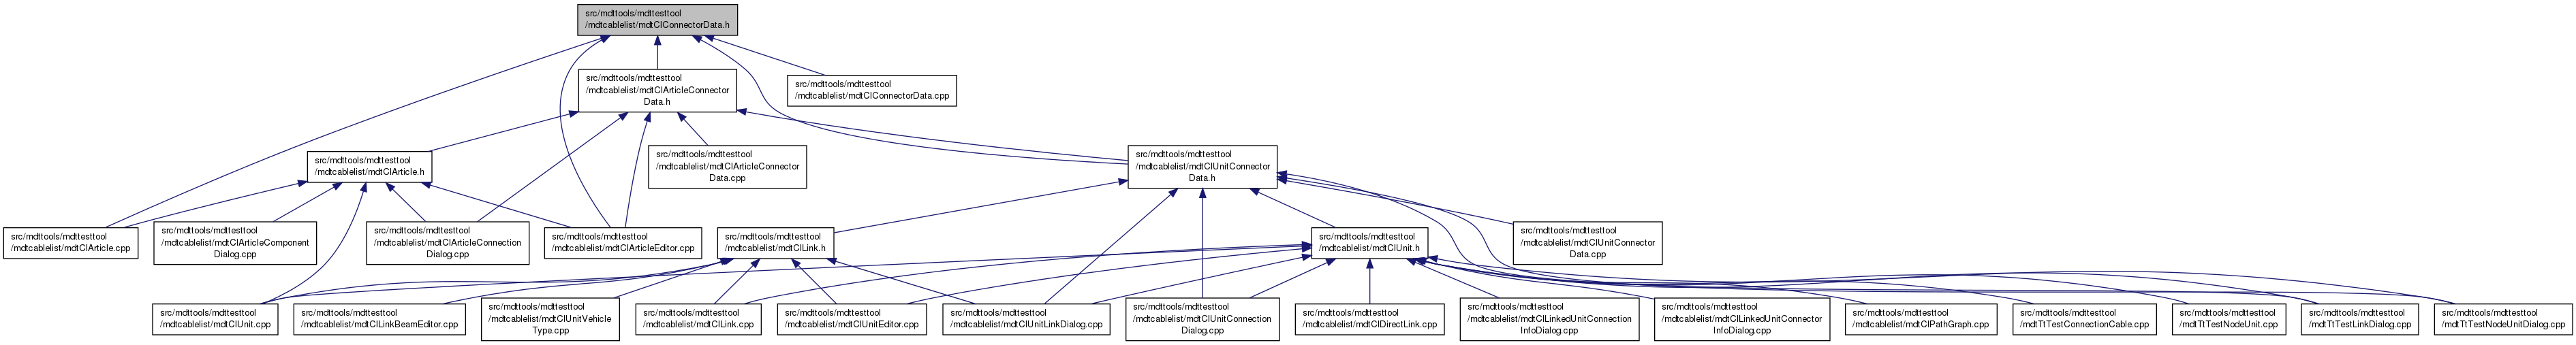 src/mdttools/mdttesttool
/mdtcablelist/mdtClConnectorData.h
src/mdttools/mdttesttool
/mdtcablelist/mdtClArticleConnector
Data.h
src/mdttools/mdttesttool
/mdtcablelist/mdtClConnectorData.cpp
src/mdttools/mdttesttool
/mdtcablelist/mdtClArticle.h
src/mdttools/mdttesttool
/mdtcablelist/mdtClArticleConnector
Data.cpp
src/mdttools/mdttesttool
/mdtcablelist/mdtClUnitConnector
Data.h
src/mdttools/mdttesttool
/mdtcablelist/mdtClArticle.cpp
src/mdttools/mdttesttool
/mdtcablelist/mdtClArticleComponent
Dialog.cpp
src/mdttools/mdttesttool
/mdtcablelist/mdtClArticleConnection
Dialog.cpp
src/mdttools/mdttesttool
/mdtcablelist/mdtClArticleEditor.cpp
src/mdttools/mdttesttool
/mdtcablelist/mdtClLink.h
src/mdttools/mdttesttool
/mdtcablelist/mdtClUnit.h
src/mdttools/mdttesttool
/mdtcablelist/mdtClUnitConnector
Data.cpp
src/mdttools/mdttesttool
/mdtcablelist/mdtClUnit.cpp
src/mdttools/mdttesttool
/mdtcablelist/mdtClLinkBeamEditor.cpp
src/mdttools/mdttesttool
/mdtcablelist/mdtClUnitVehicle
Type.cpp
src/mdttools/mdttesttool
/mdtcablelist/mdtClLink.cpp
src/mdttools/mdttesttool
/mdtcablelist/mdtClUnitEditor.cpp
src/mdttools/mdttesttool
/mdtcablelist/mdtClUnitLinkDialog.cpp
src/mdttools/mdttesttool
/mdtcablelist/mdtClUnitConnection
Dialog.cpp
src/mdttools/mdttesttool
/mdtcablelist/mdtClDirectLink.cpp
src/mdttools/mdttesttool
/mdtcablelist/mdtClLinkedUnitConnection
InfoDialog.cpp
src/mdttools/mdttesttool
/mdtcablelist/mdtClLinkedUnitConnector
InfoDialog.cpp
src/mdttools/mdttesttool
/mdtcablelist/mdtClPathGraph.cpp
src/mdttools/mdttesttool
/mdtTtTestConnectionCable.cpp
src/mdttools/mdttesttool
/mdtTtTestNodeUnit.cpp
src/mdttools/mdttesttool
/mdtTtTestLinkDialog.cpp
src/mdttools/mdttesttool
/mdtTtTestNodeUnitDialog.cpp